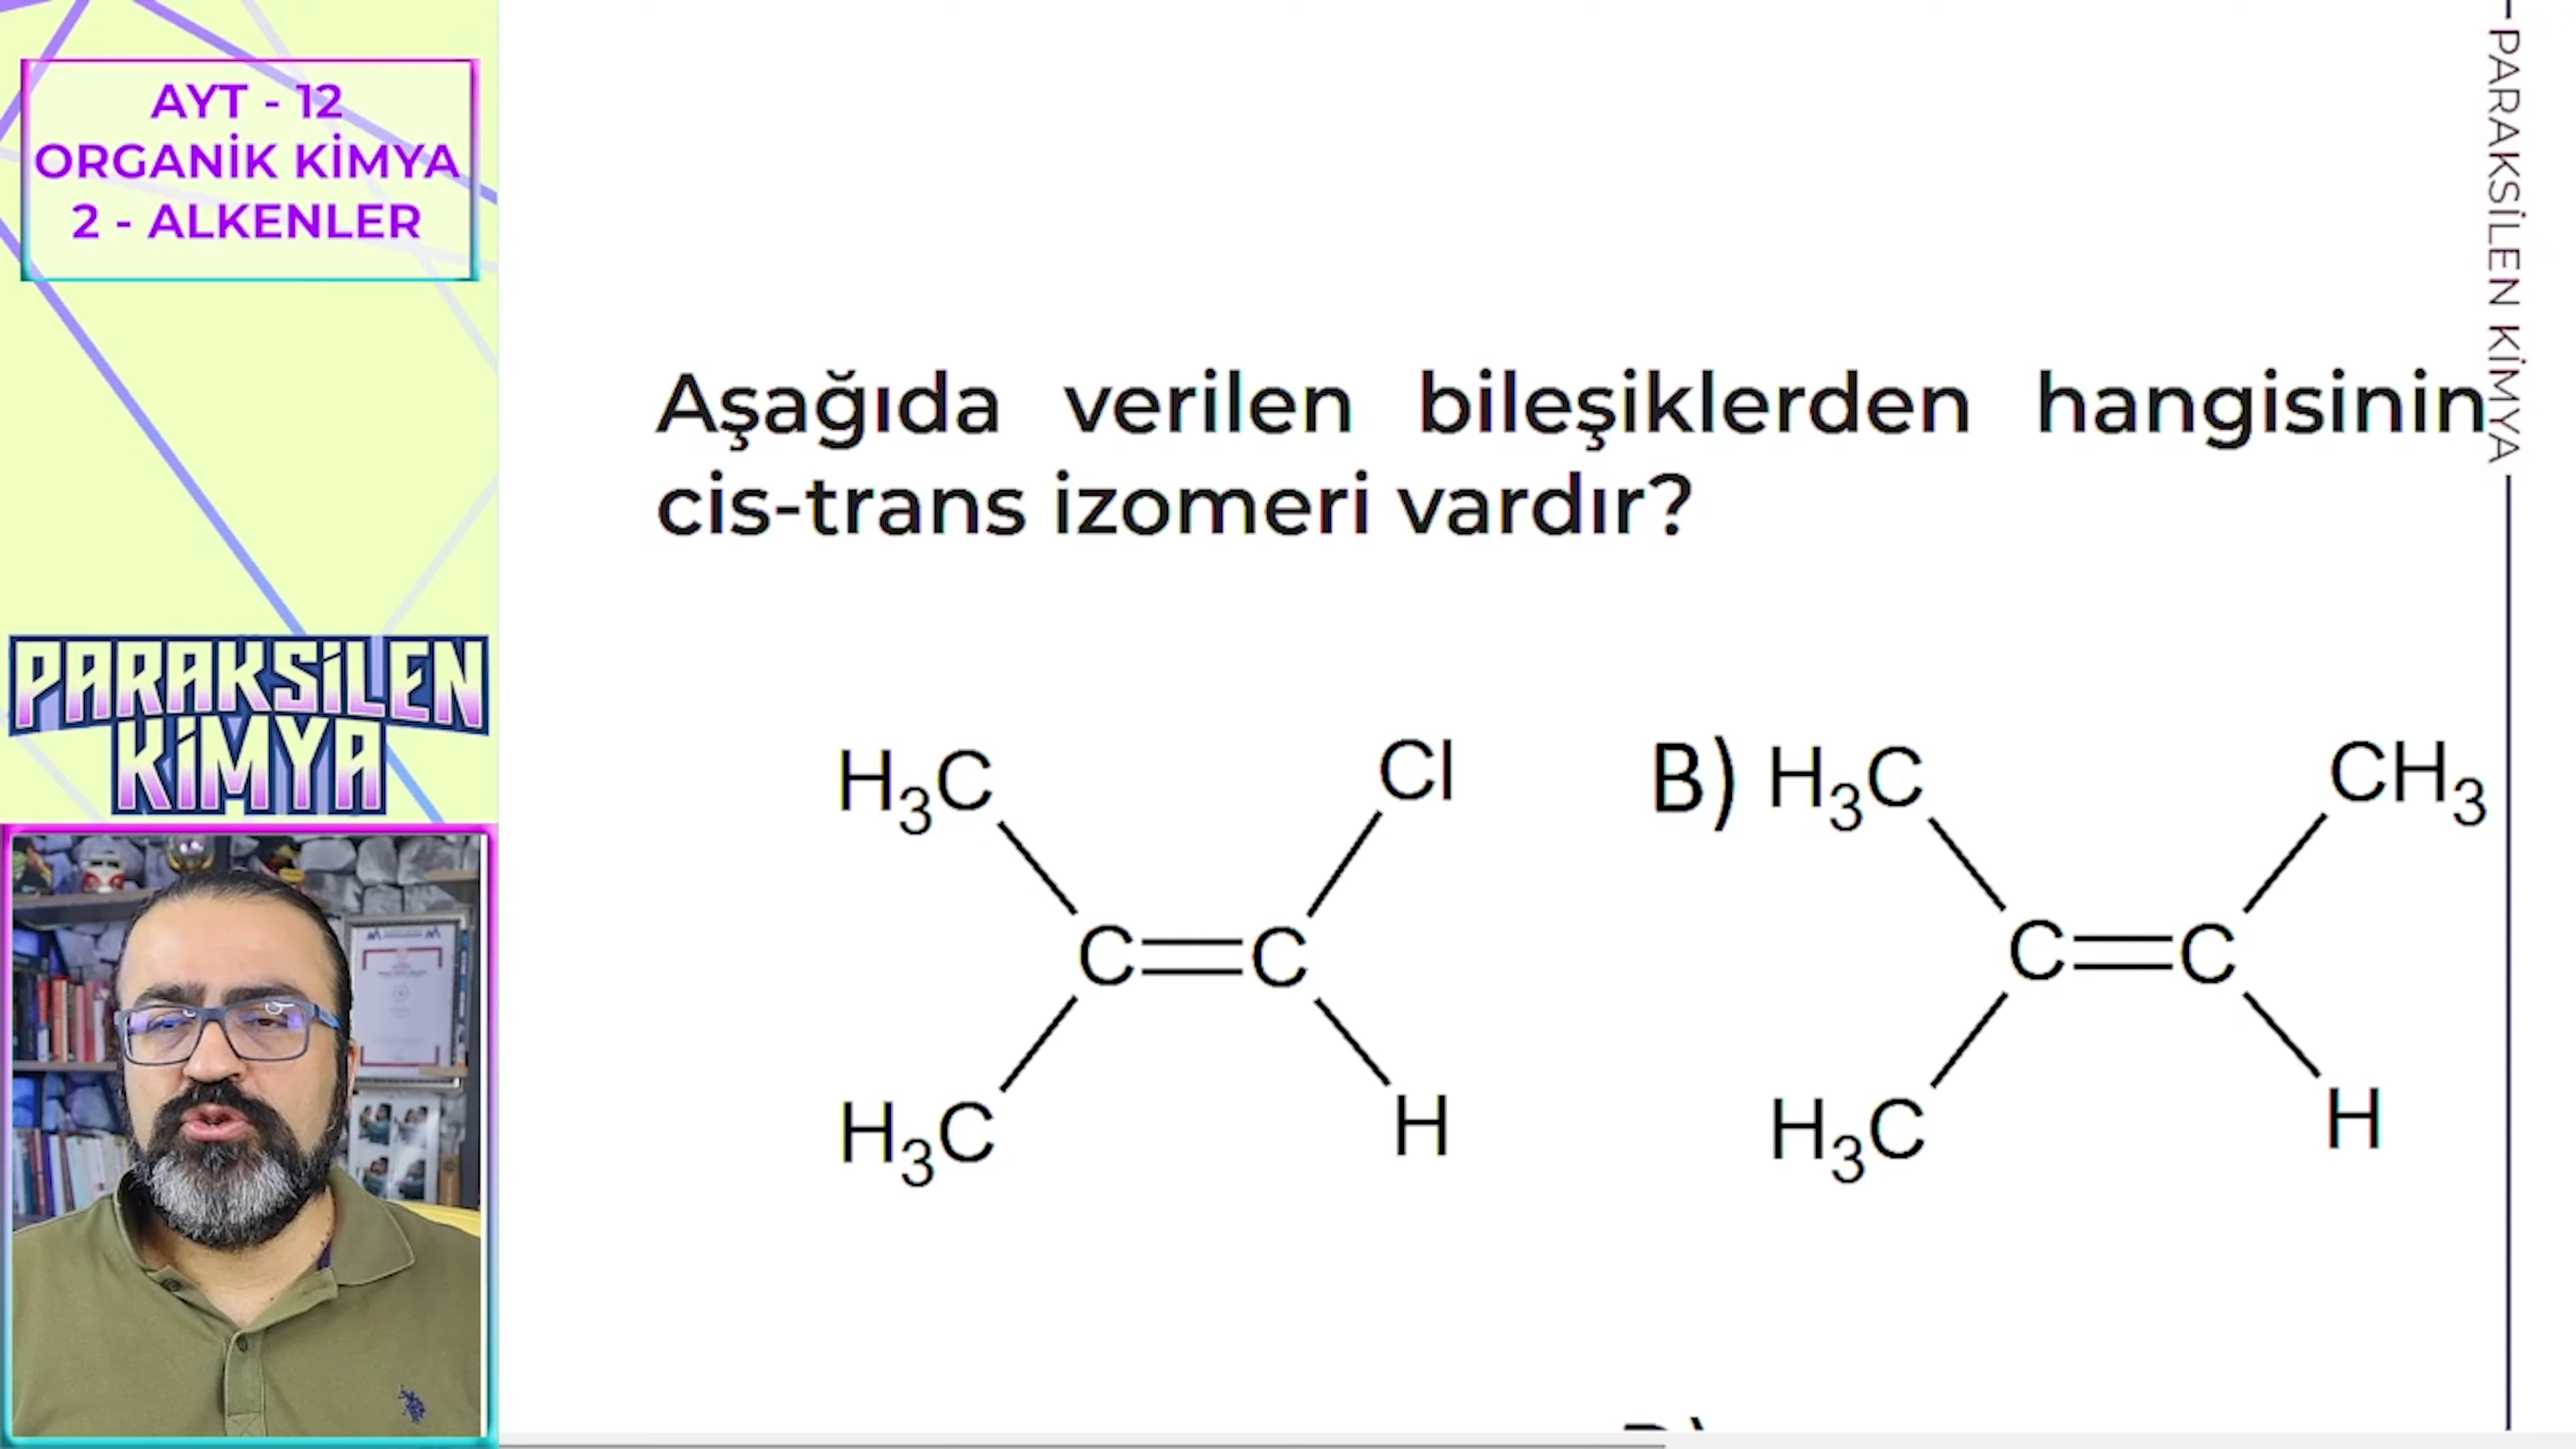 AYT - 12
ORGANİK KİMYA
2 - ALKENLER
PARAKSİLEN
KİMYA
PARAKSİLEN KİMYA
Aşağıda verilen bileşiklerden hangisinin
cis-trans izomeri vardır?
H3C
Cl
C
C
H3C
H
B)
H3C
CH3
C
C
H3C
H